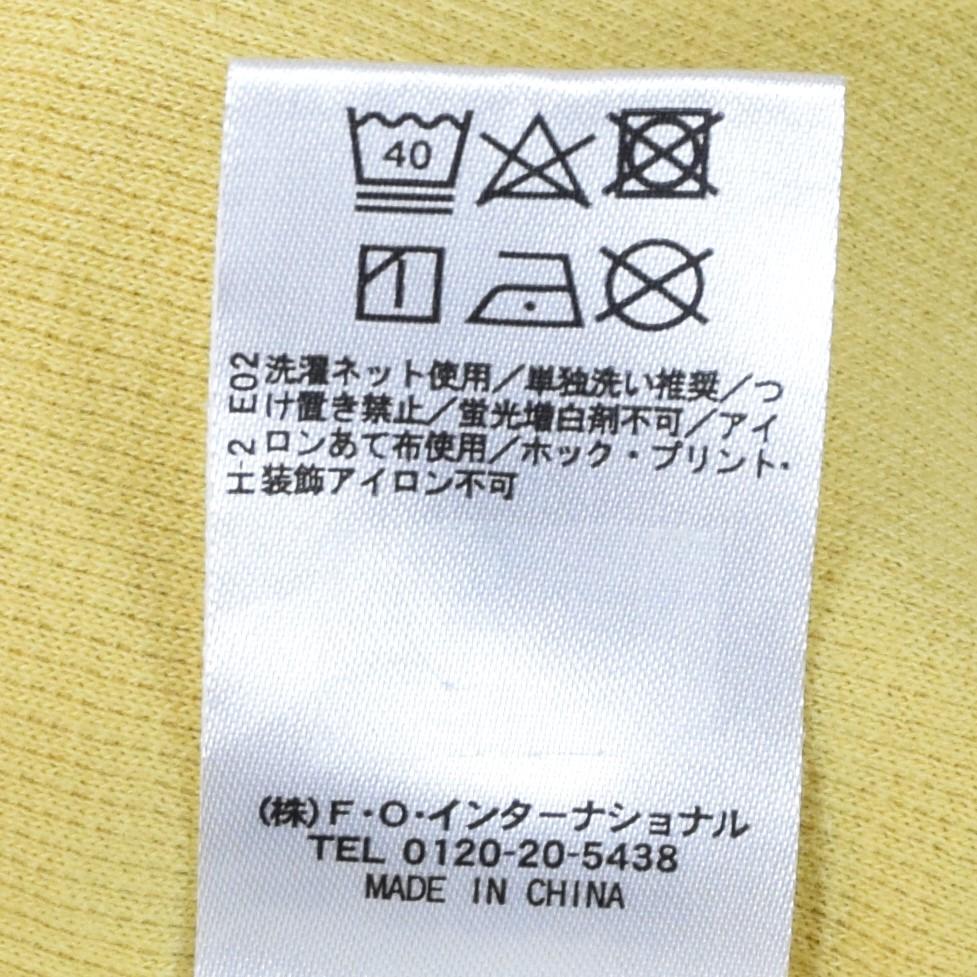 40
洗濯ネット使用／単独洗い推奨／つ
け置き禁止／蛍光増白剤不可／アイ
ロンあて布使用／ホック・プリント・
装飾アイロン不可
E02
(株)F・O・インターナショナル
TEL 0120-20-5438
MADE IN CHINA